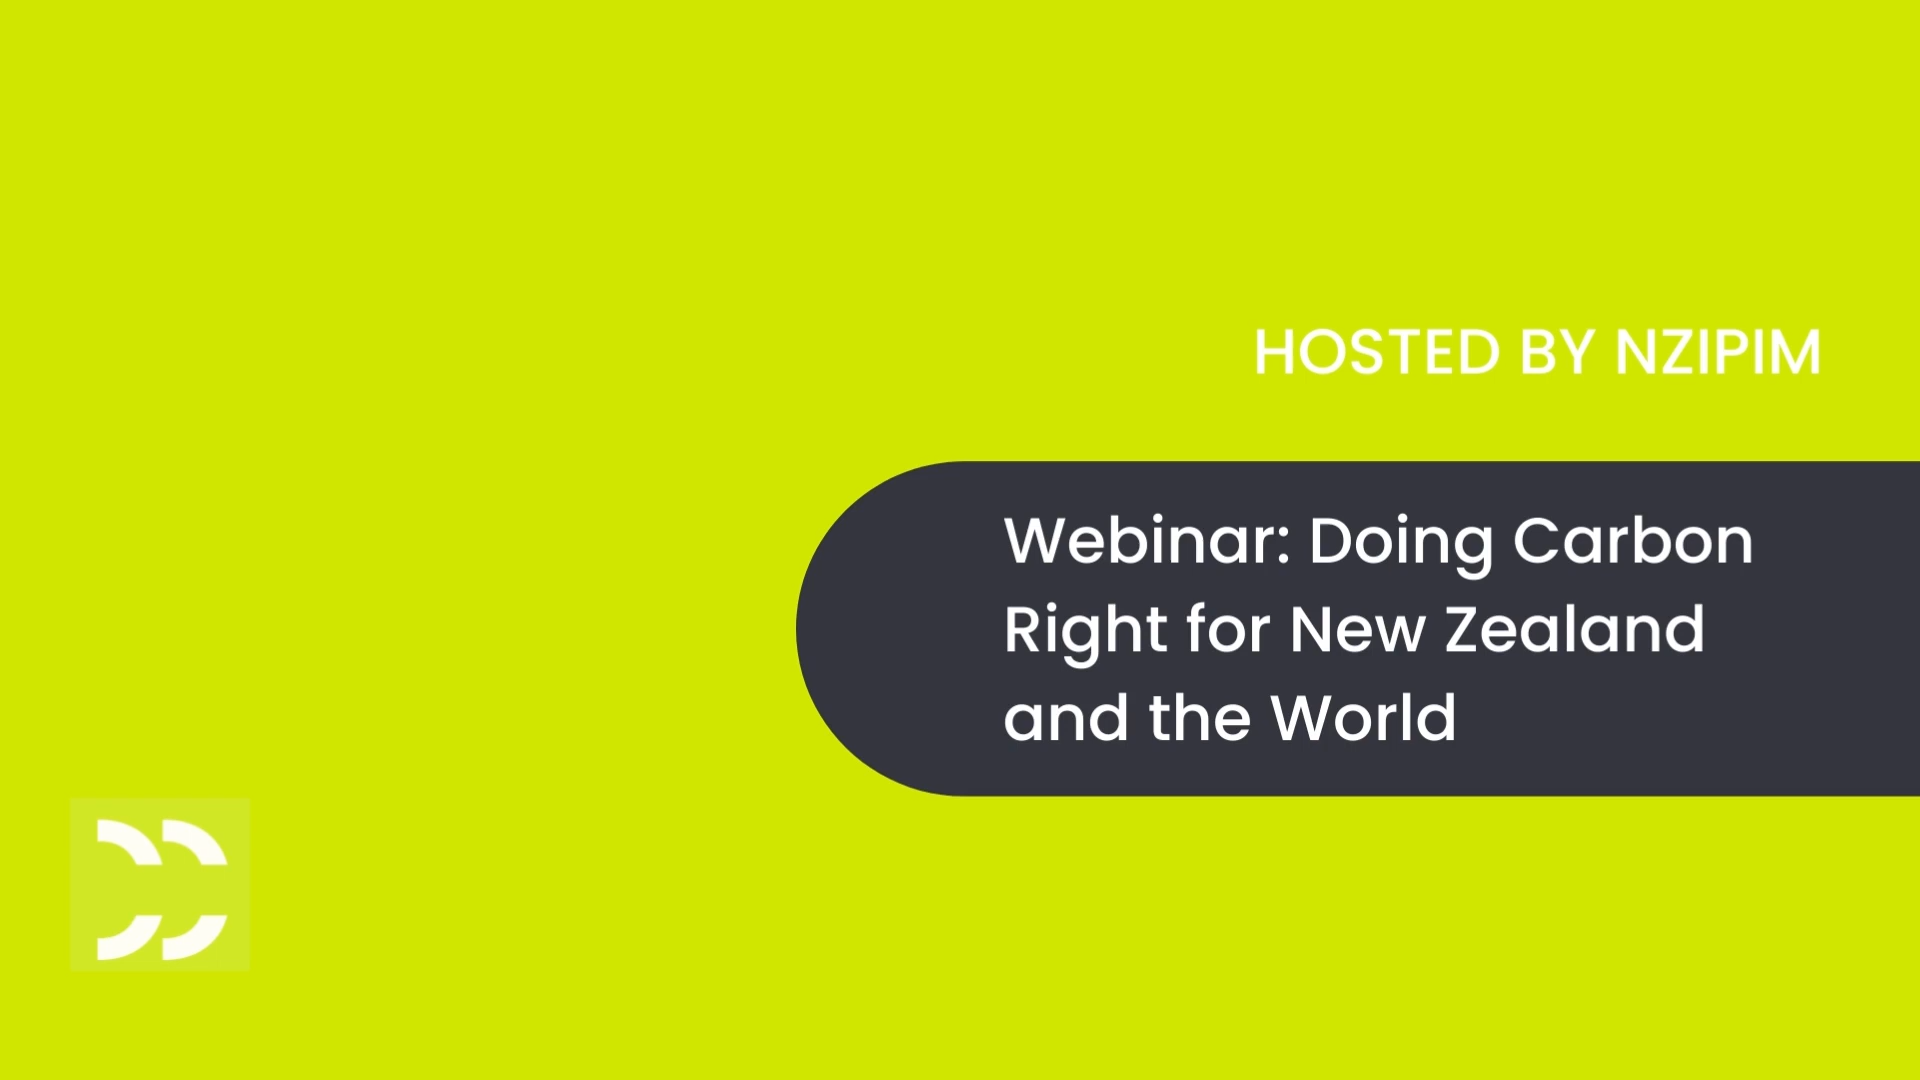 HOSTED BY NZIPIM
Webinar: Doing Carbon
Right for New Zealand
and the World